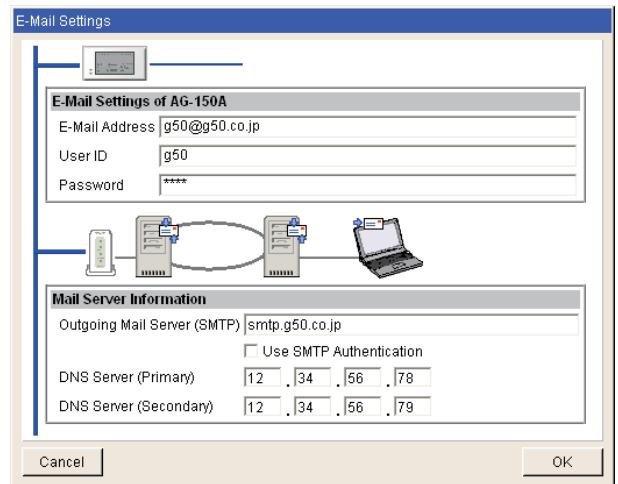 E-Mail Settings
E-Mail Settings of AG-150A
E-Mail Address g50@g50.co.jp
User ID g50
Password ****
Mail Server Information
Outgoing Mail Server (SMTP) smtp.g50.co.jp
Use SMTP Authentication
DNS Server (Primary) 12 . 34 . 56 . 78
DNS Server (Secondary) 12 . 34 . 56 . 79
Cancel OK